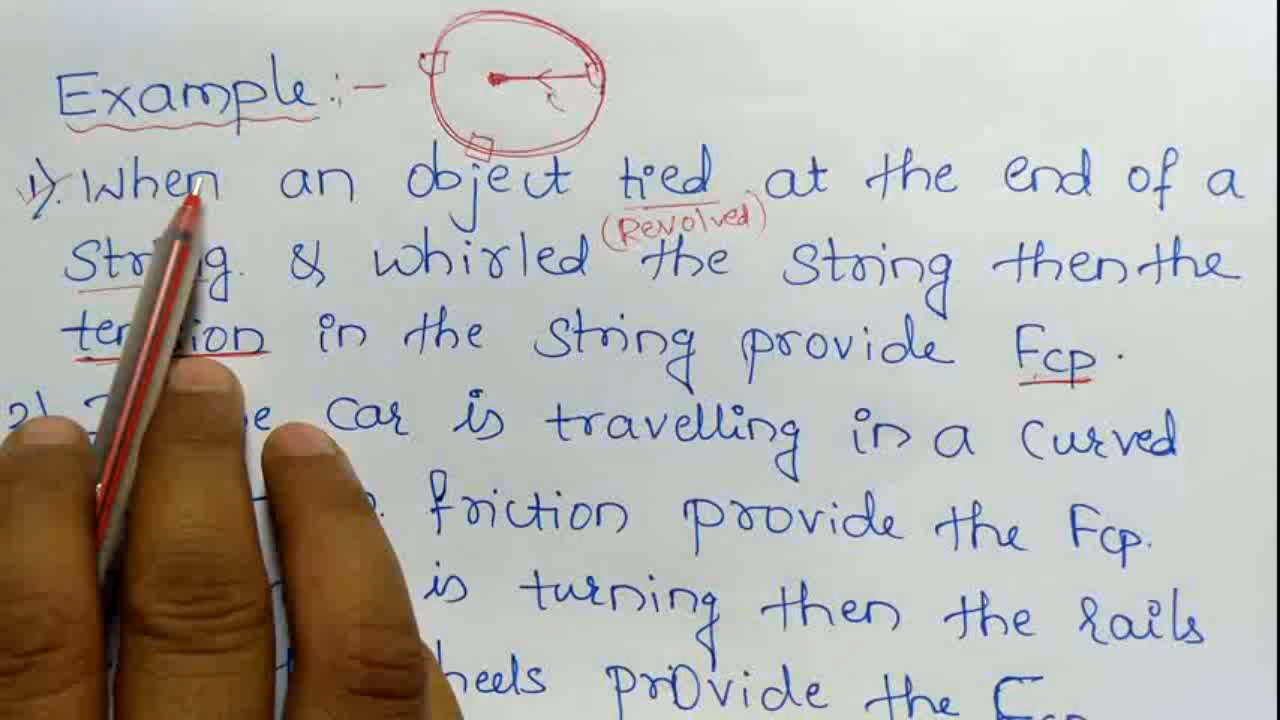 Example:-
1). When an object tied at the end of a
(Revolved)
String. & whirled the String then the
tension in the String provide Fcp.
2) car is travelling in a curved
friction provide the Fcp.
is turning then the rails
provide the Fcp